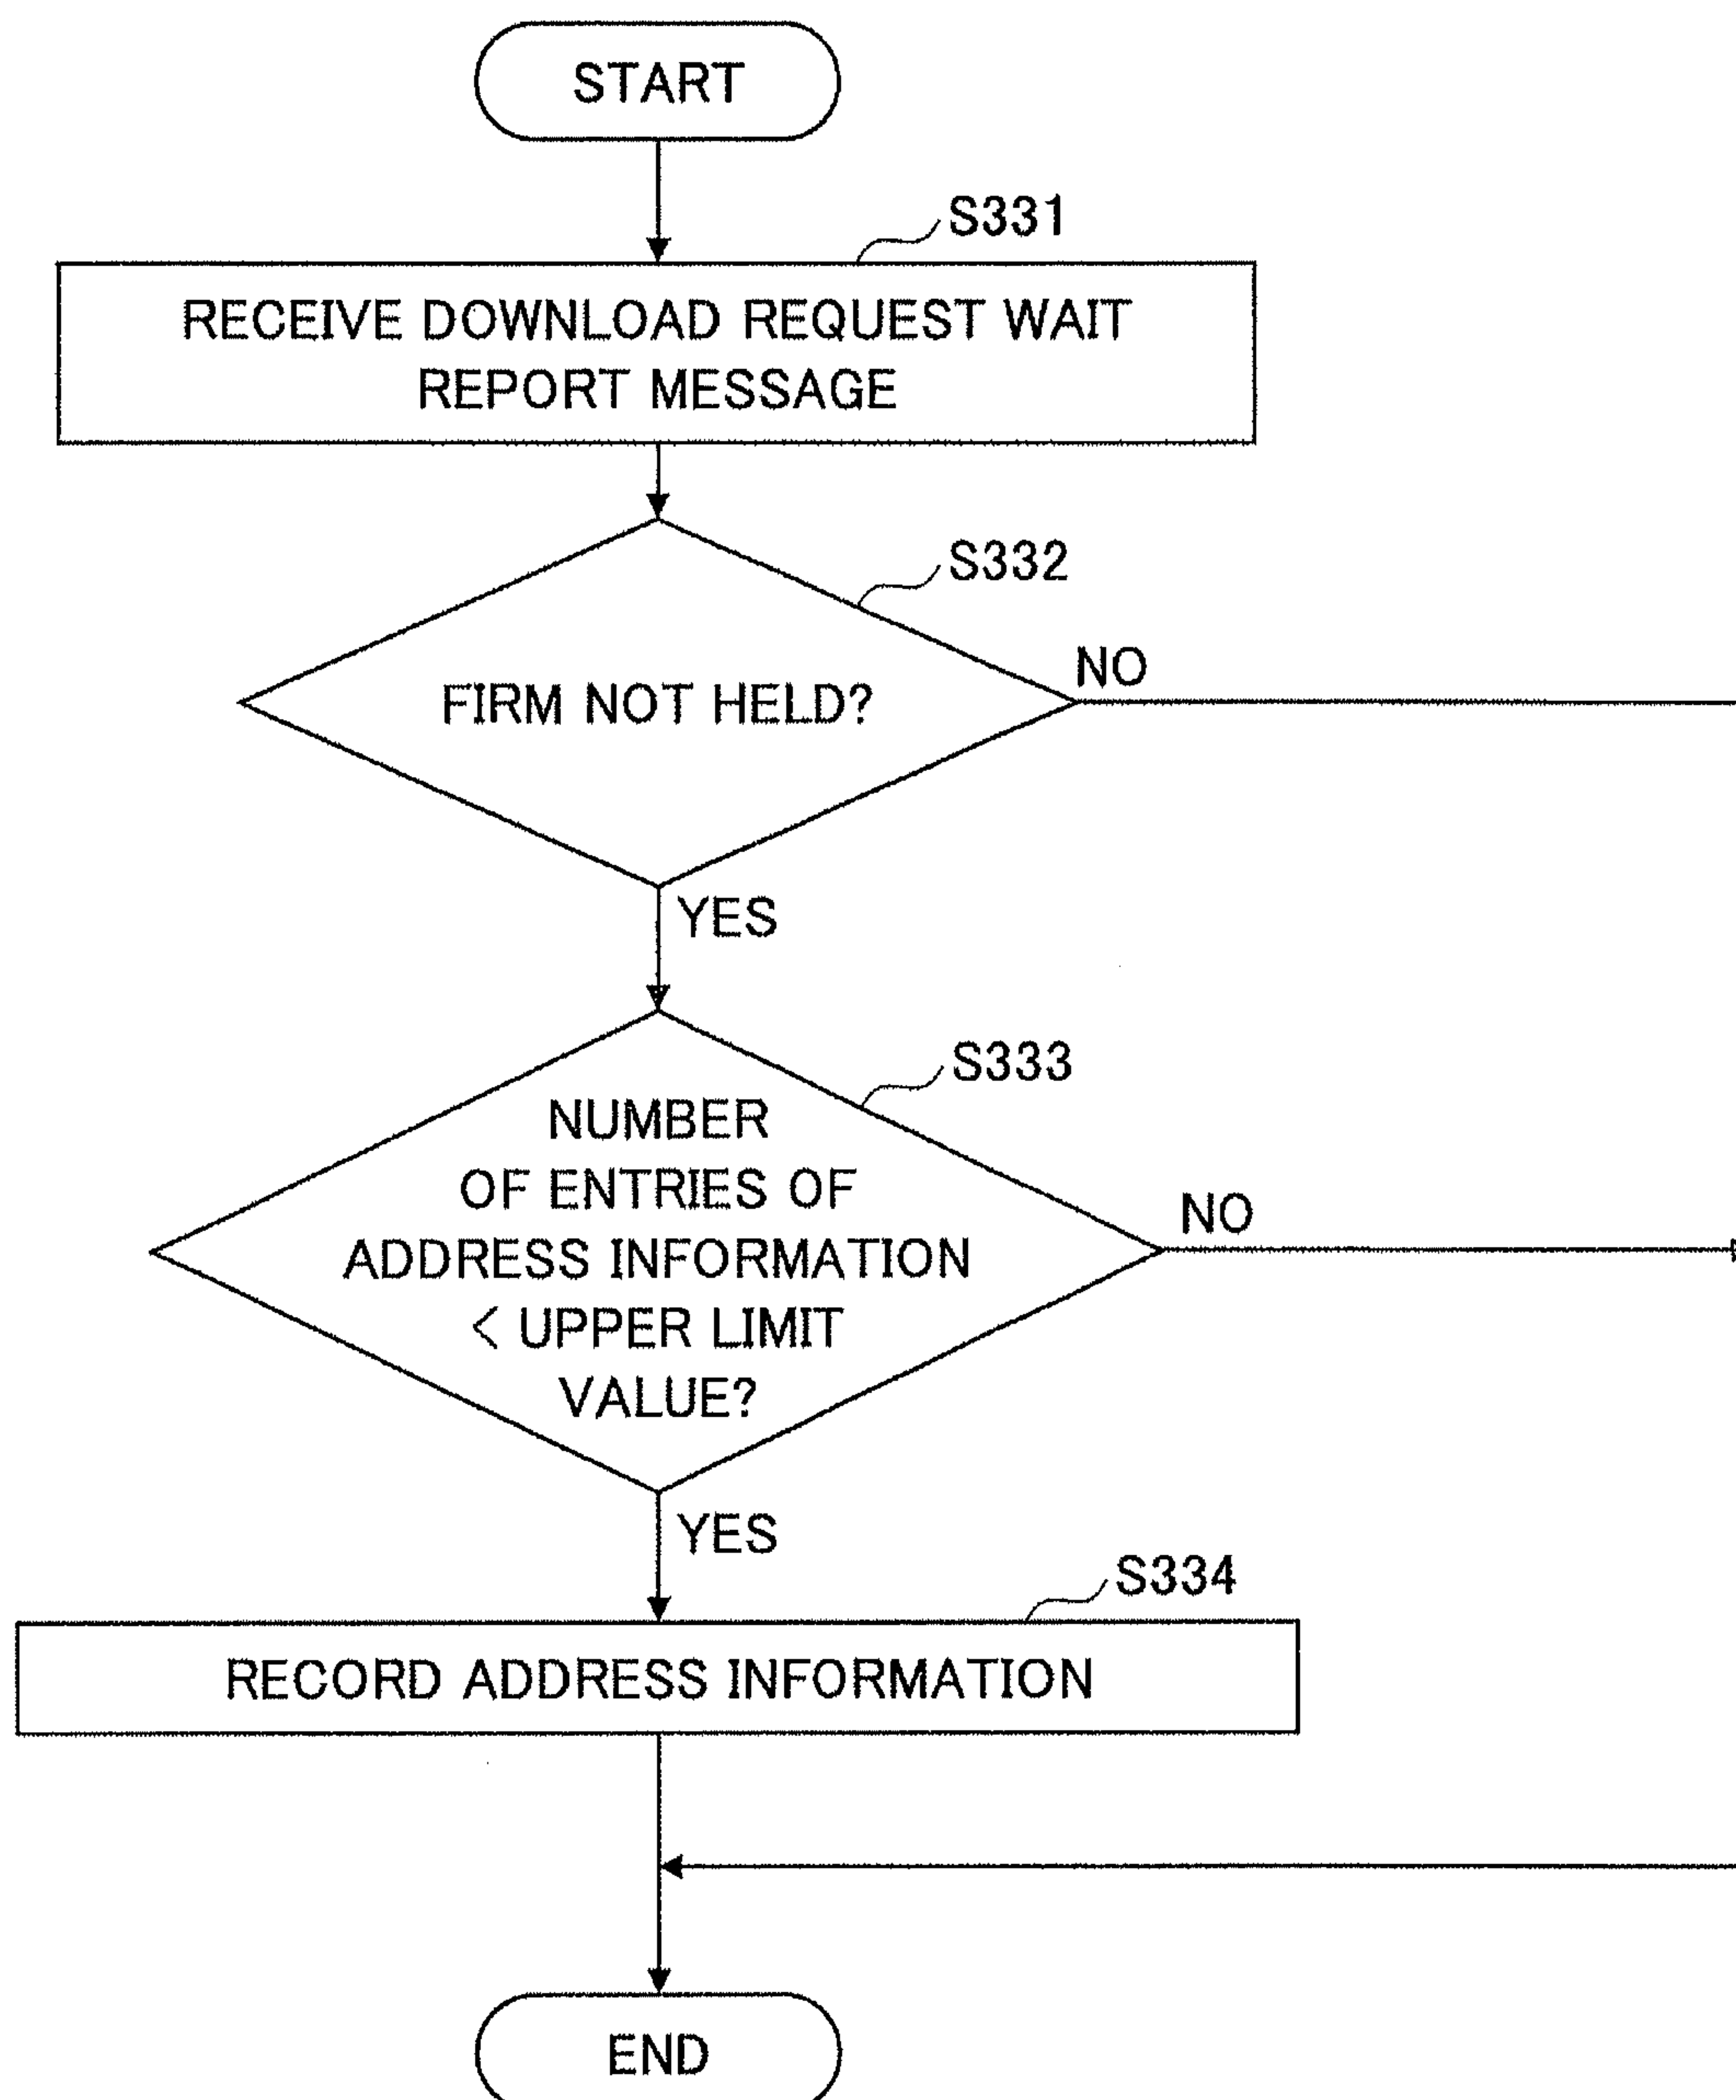 START
S331
RECEIVE DOWNLOAD REQUEST WAIT
REPORT MESSAGE
S332
FIRM NOT HELD?
NO
YES
S333
NUMBER
OF ENTRIES OF
ADDRESS INFORMATION
< UPPER LIMIT
VALUE?
NO
YES
S334
RECORD ADDRESS INFORMATION
END